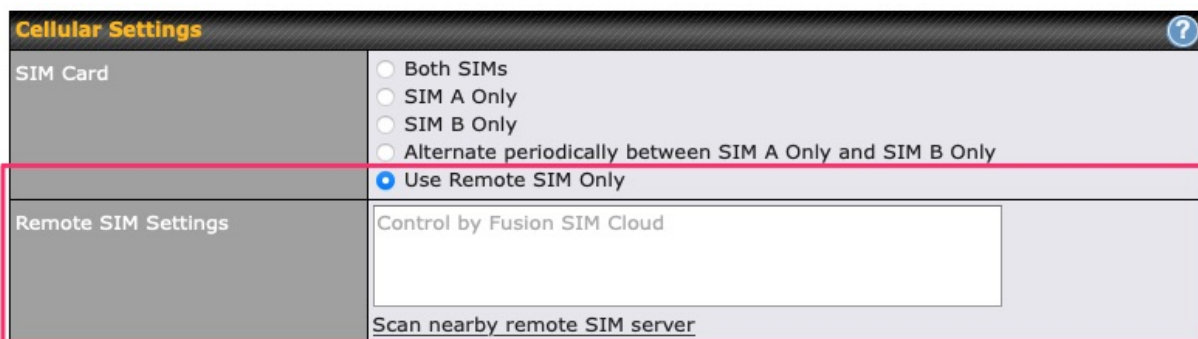 Cellular Settings
?
SIM Card
Both SIMs
SIM A Only
SIM B Only
Alternate periodically between SIM A Only and SIM B Only
Use Remote SIM Only
Remote SIM Settings
Control by Fusion SIM Cloud
Scan nearby remote SIM server